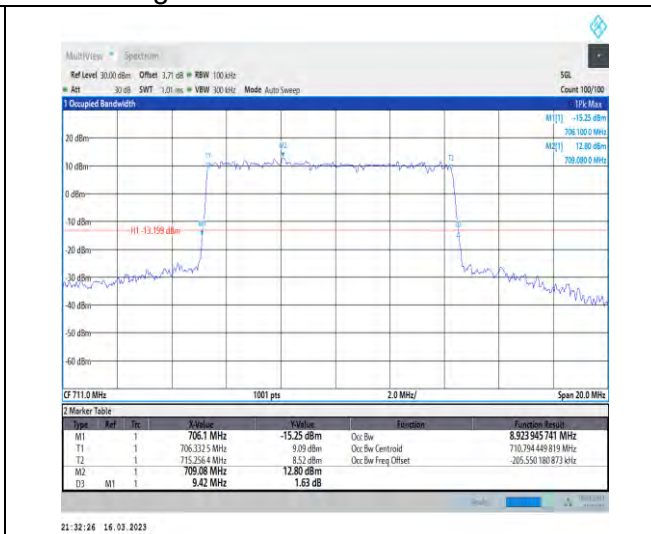 MultiView Spectrum
Ref Level 30.00 dBm Offset 3.71 dB RBW 100 kHz SGL
Att 30 dB SWT 1.01 ms VBW 300 kHz Mode Auto Sweep Count 100/100
1 Occupied Bandwidth 1Pk Max
M1[1] -15.25 dBm
706.100 0 MHz
M2[1] 12.80 dBm
709.080 0 MHz
20 dBm
M2
T1 T2
10 dBm
0 dBm
-10 dBm
M1 D3
H1 -13.199 dBm
-20 dBm
-30 dBm
-40 dBm
-50 dBm
-60 dBm
CF 711.0 MHz 1001 pts 2.0 MHz/ Span 20.0 MHz
2 Marker Table
Type Ref Trc X-Value Y-Value Function Function Result
M1 1 706.1 MHz -15.25 dBm Occ Bw 8.923 945 741 MHz
T1 1 706.332 5 MHz 9.09 dBm Occ Bw Centroid 710.794 449 819 MHz
T2 1 715.256 4 MHz 8.52 dBm Occ Bw Freq Offset -205.550 180 873 kHz
M2 1 709.08 MHz 12.80 dBm
D3 M1 1 9.42 MHz 1.63 dB
21:32:26 16.03.2023